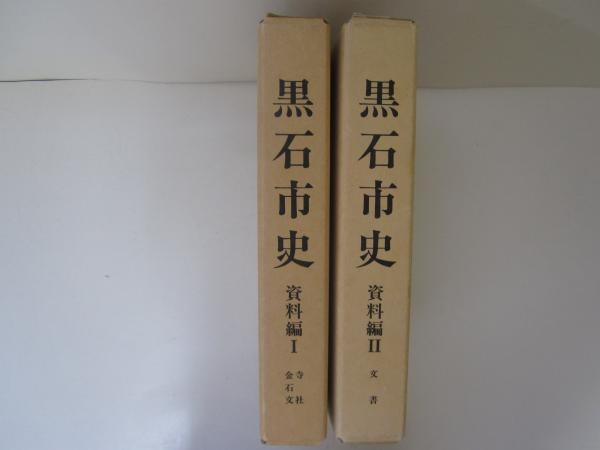 黒石市史
資料編Ⅰ
寺社
金石文
黒石市史
資料編Ⅱ
文書